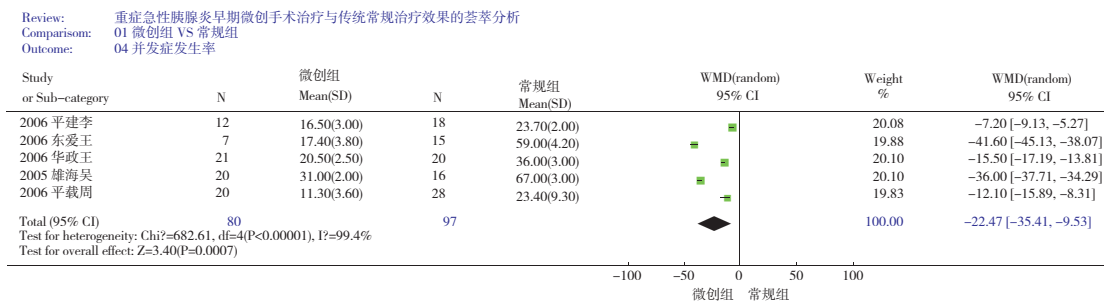 Review: 重症急性胰腺炎早期微创手术治疗与传统常规治疗效果的荟萃分析
Comparisom: 01 微创组 VS 常规组
Outcome: 04 并发症发生率
Study 微创组 常规组 WMD(random) Weight WMD(random)
or Sub-category N Mean(SD) N Mean(SD) 95% CI % 95% CI
2006 平建李 12 16.50(3.00) 18 23.70(2.00) 20.08 -7.20 [-9.13, -5.27]
2006 东爱王 7 17.40(3.80) 15 59.00(4.20) 19.88 -41.60 [-45.13, -38.07]
2006 华政王 21 20.50(2.50) 20 36.00(3.00) 20.10 -15.50 [-17.19, -13.81]
2005 雄海吴 20 31.00(2.00) 16 67.00(3.00) 20.10 -36.00 [-37.71, -34.29]
2006 平载周 20 11.30(3.60) 28 23.40(9.30) 19.83 -12.10 [-15.89, -8.31]
Total (95% CI) 80 97 100.00 -22.47 [-35.41, -9.53]
Test for heterogeneity: Chi?=682.61, df=4(P<0.00001), I?=99.4%
Test for overall effect: Z=3.40(P=0.0007)
-100 -50 0 50 100
微创组 常规组